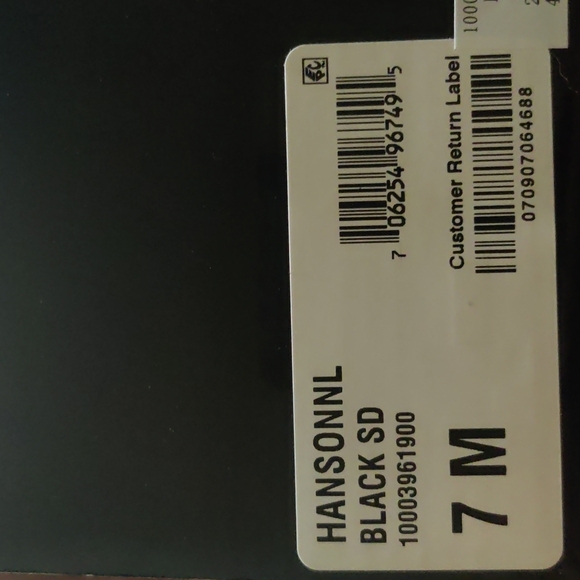 HANSONNL
BLACK SD
10003961900
7 M
7 06254 96749 5
Customer Return Label
070907064688